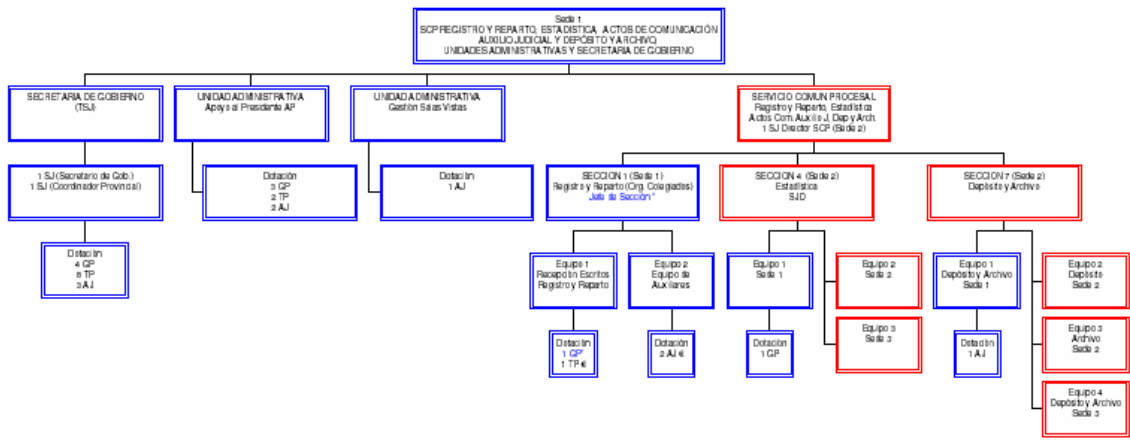 Sede 1
SCP REGISTRO Y REPARTO, ESTADISTICA, ACTOS DE COMUNICACIÓN
AUXILIO JUDICIAL Y DEPÓSITO Y ARCHIVO,
UNIDADES ADMINISTRATIVAS Y SECRETARIA DE GOBIERNO
SECRETARIA DE GOBIERNO
(TSJ)
UNIDAD ADMINISTRATIVA
Apoyo al Presidente AP
UNIDAD ADMINISTRATIVA
Gestión Salas Vistas
SERVICIO COMUN PROCESAL
Registro y Reparto, Estadística
Actos Com. Auxilio J, Dep y Arch.
1 SJ Director SCP (Sede 2)
1 SJ (Secretario de Gob.)
1 SJ (Coordinador Provincial)
Dotación
3 GP
2 TP
2 AJ
Dotación
1 AJ
SECCION 1 (Sede 1)
Registro y Reparto (Org. Colegiados)
Jefe de Sección *
SECCION 4 (Sede 2)
Estadística
SJD
SECCION 7 (Sede 2)
Depósito y Archivo
Dotación
4 GP
6 TP
3 AJ
Equipo 1
Recepción Escritos
Registro y Reparto
Equipo 2
Equipo de
Auxiliares
Equipo 1
Sede 1
Equipo 2
Sede 2
Equipo 1
Depósito y Archivo
Sede 1
Equipo 2
Depósito
Sede 2
Dotación
1 GP*
1 TP €
Dotación
2 AJ €
Dotación
1 GP
Equipo 3
Sede 3
Dotación
1 AJ
Equipo 3
Archivo
Sede 2
Equipo 4
Depósito y Archivo
Sede 3